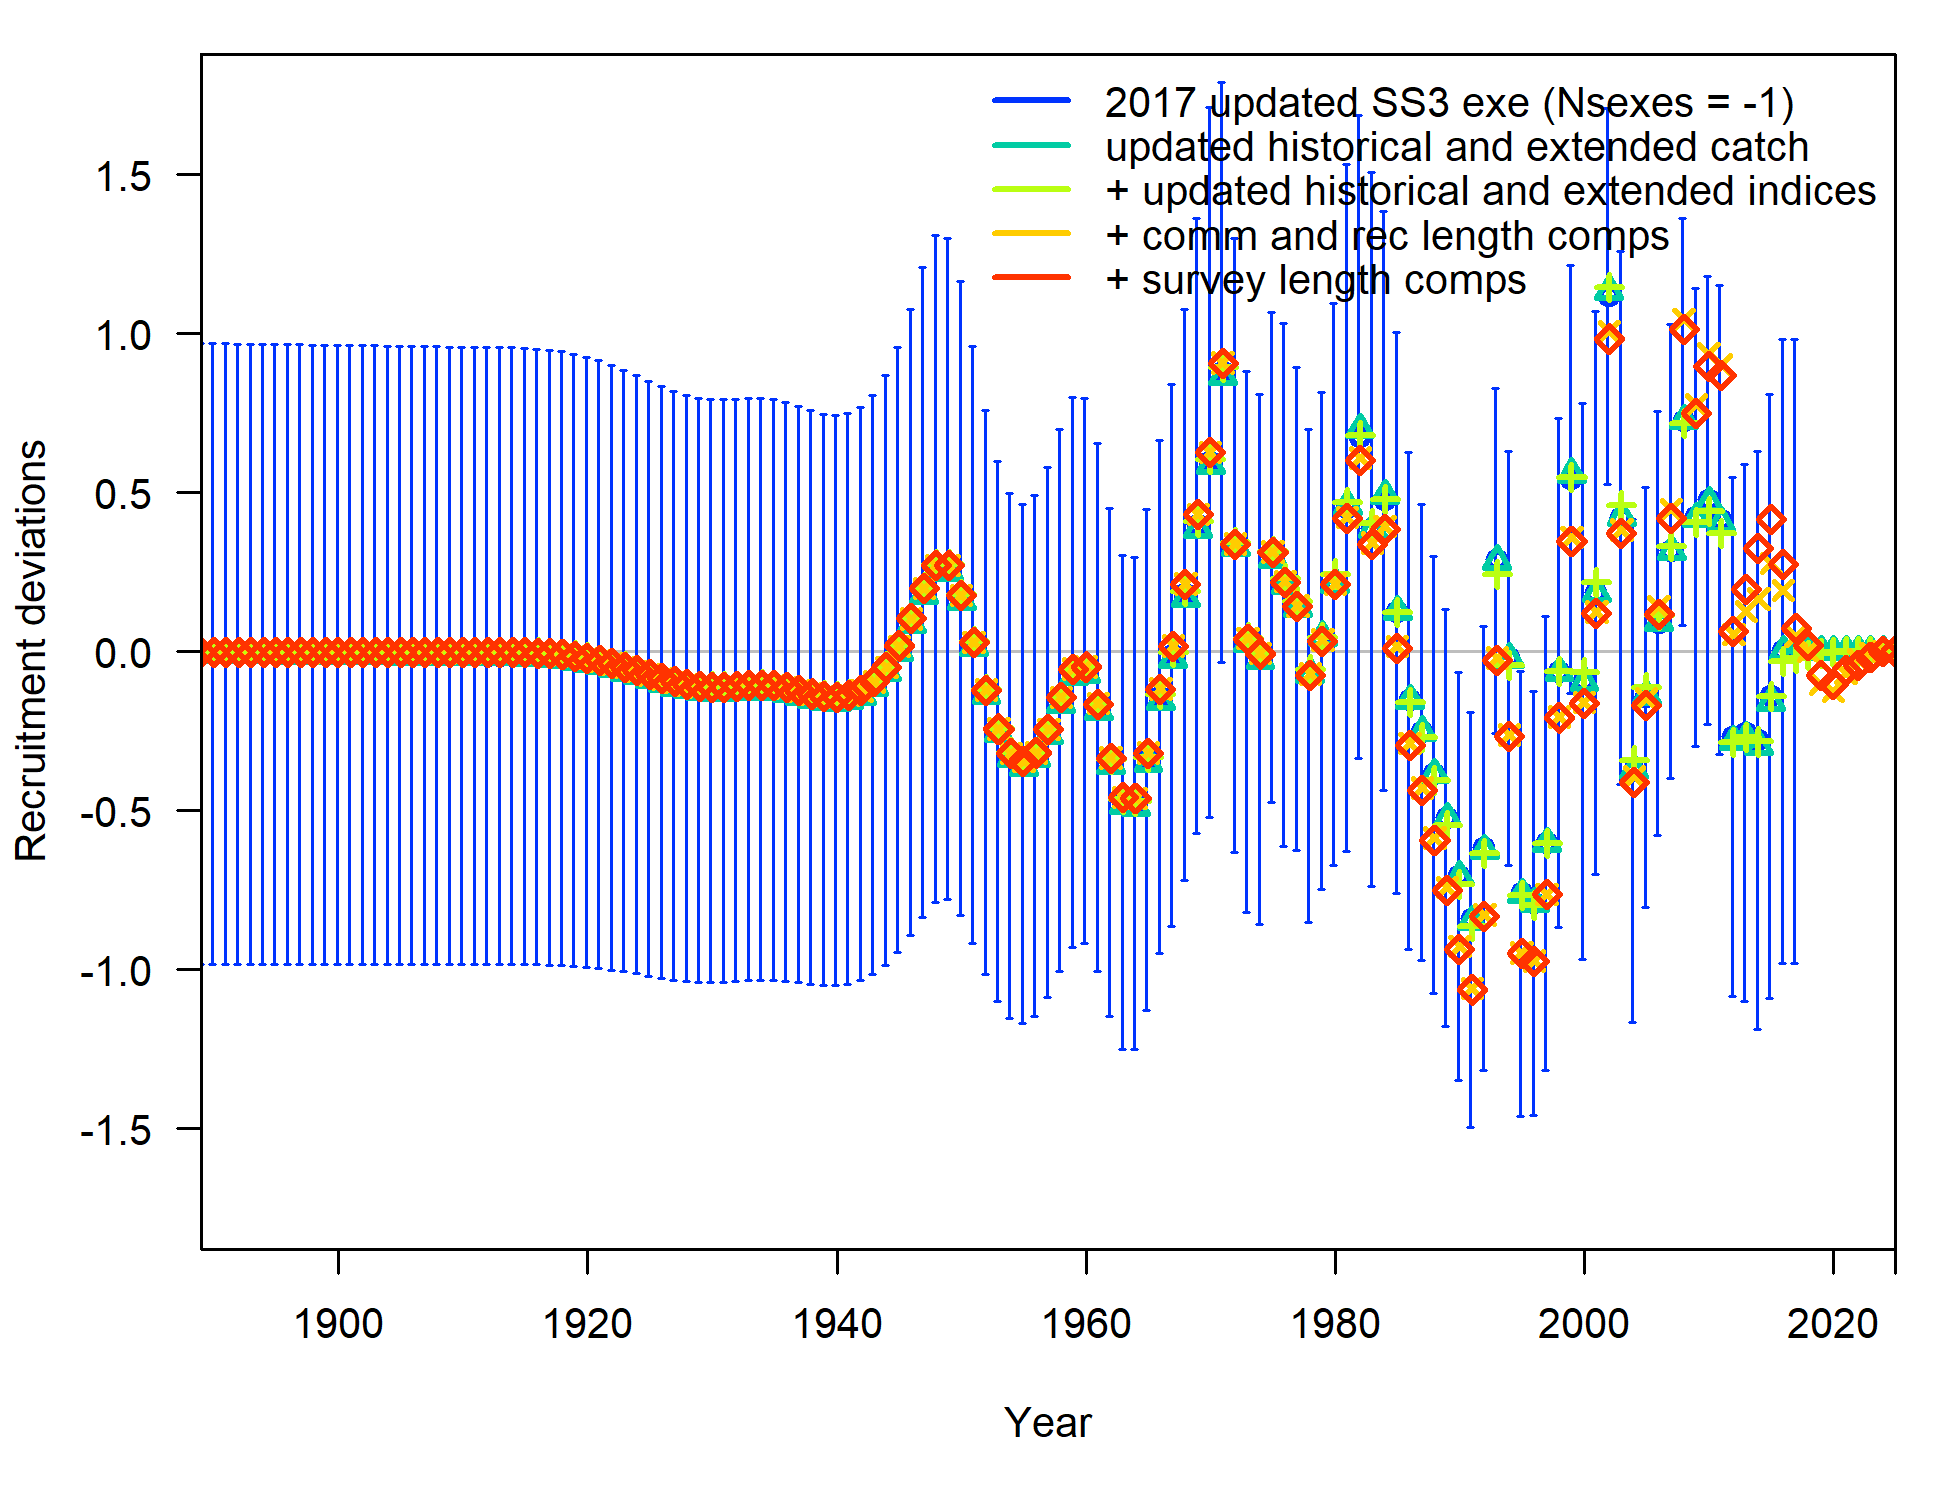 2017 updated SS3 exe (Nsexes = -1)
updated historical and extended catch
+ updated historical and extended indices
+ comm and rec length comps
+ survey length comps
Recruitment deviations
1.5
1.0
0.5
0.0
-0.5
-1.0
-1.5
1900 1920 1940 1960 1980 2000 2020
Year